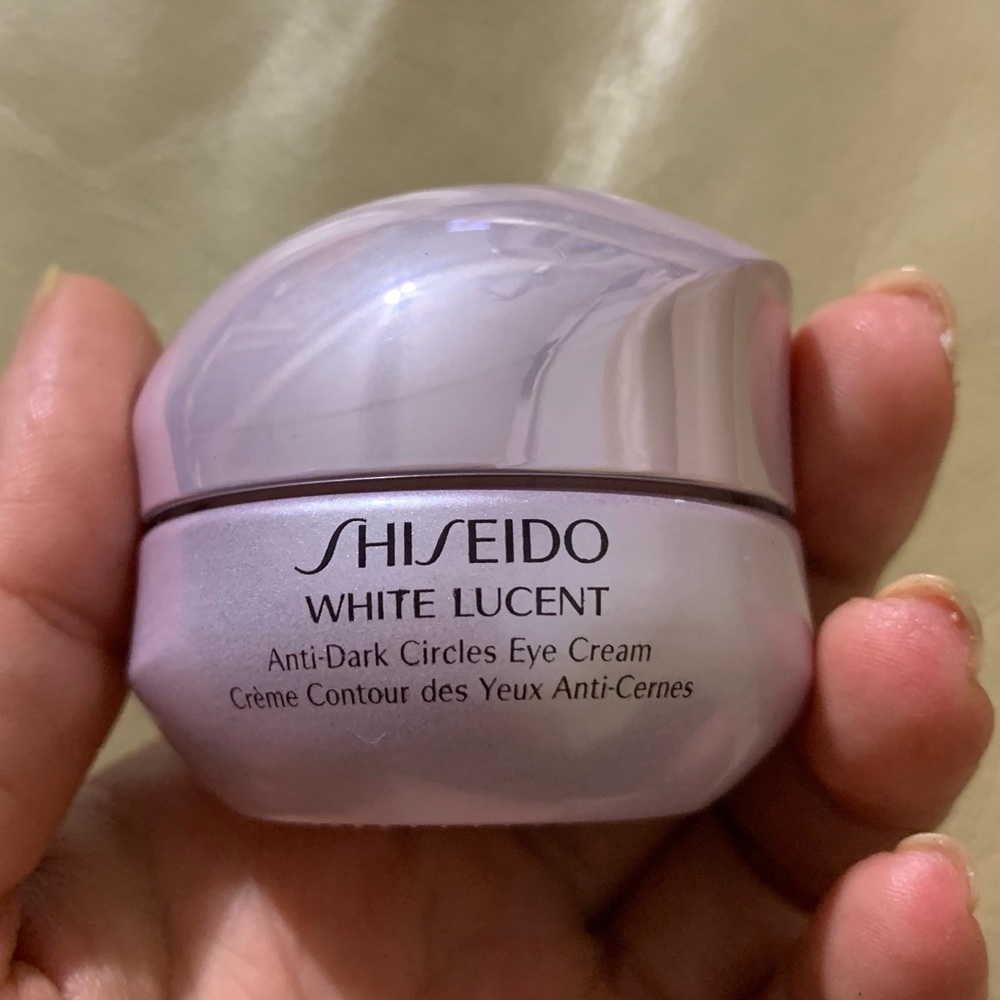 SHISEIDO
WHITE LUCENT
Anti-Dark Circles Eye Cream
Crème Contour des Yeux Anti-Cernes